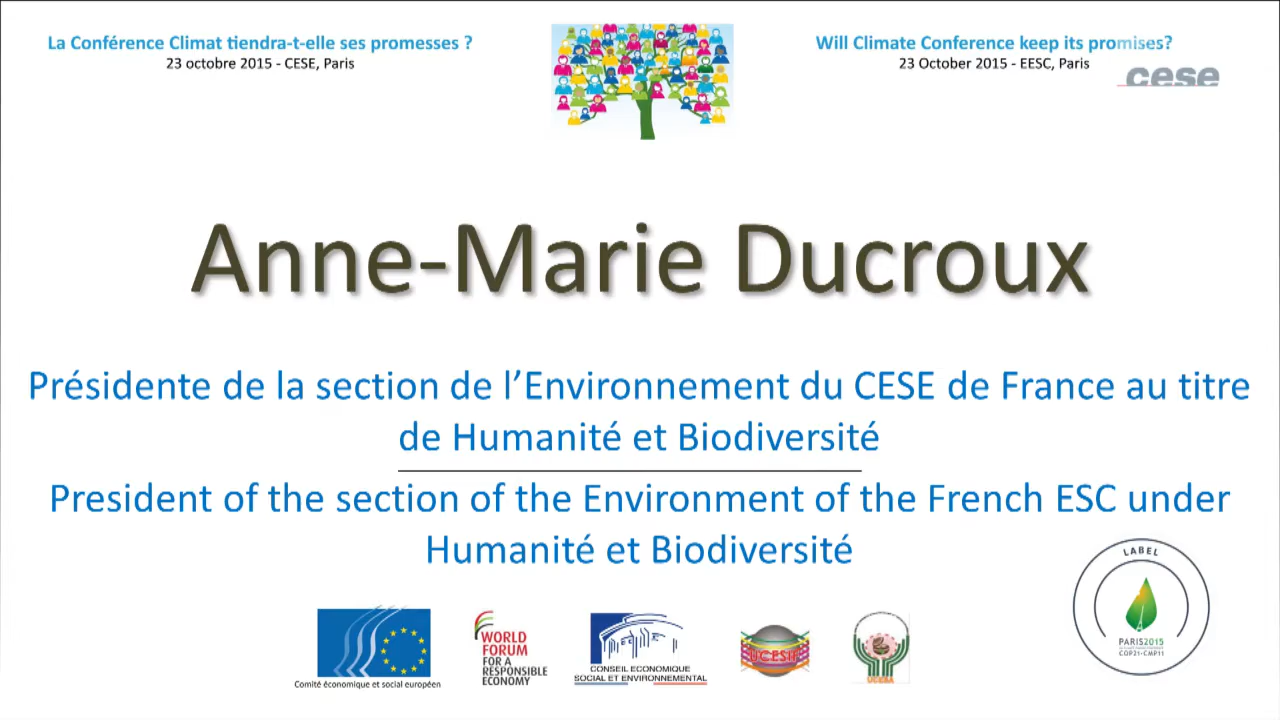 La Conférence Climat tiendra-t-elle ses promesses ?
23 octobre 2015 - CESE, Paris
Will Climate Conference keep its promises?
23 October 2015 - EESC, Paris
cese
Anne-Marie Ducroux
Présidente de la section de l’Environnement du CESE de France au titre
de Humanité et Biodiversité
President of the section of the Environment of the French ESC under
Humanité et Biodiversité
LABEL
PARIS2015
COP21·CMP11
Comité économique et social européen
WORLD
FORUM
FOR A
RESPONSIBLE
ECONOMY
CONSEIL ECONOMIQUE
SOCIAL ET ENVIRONNEMENTAL
UCESIF